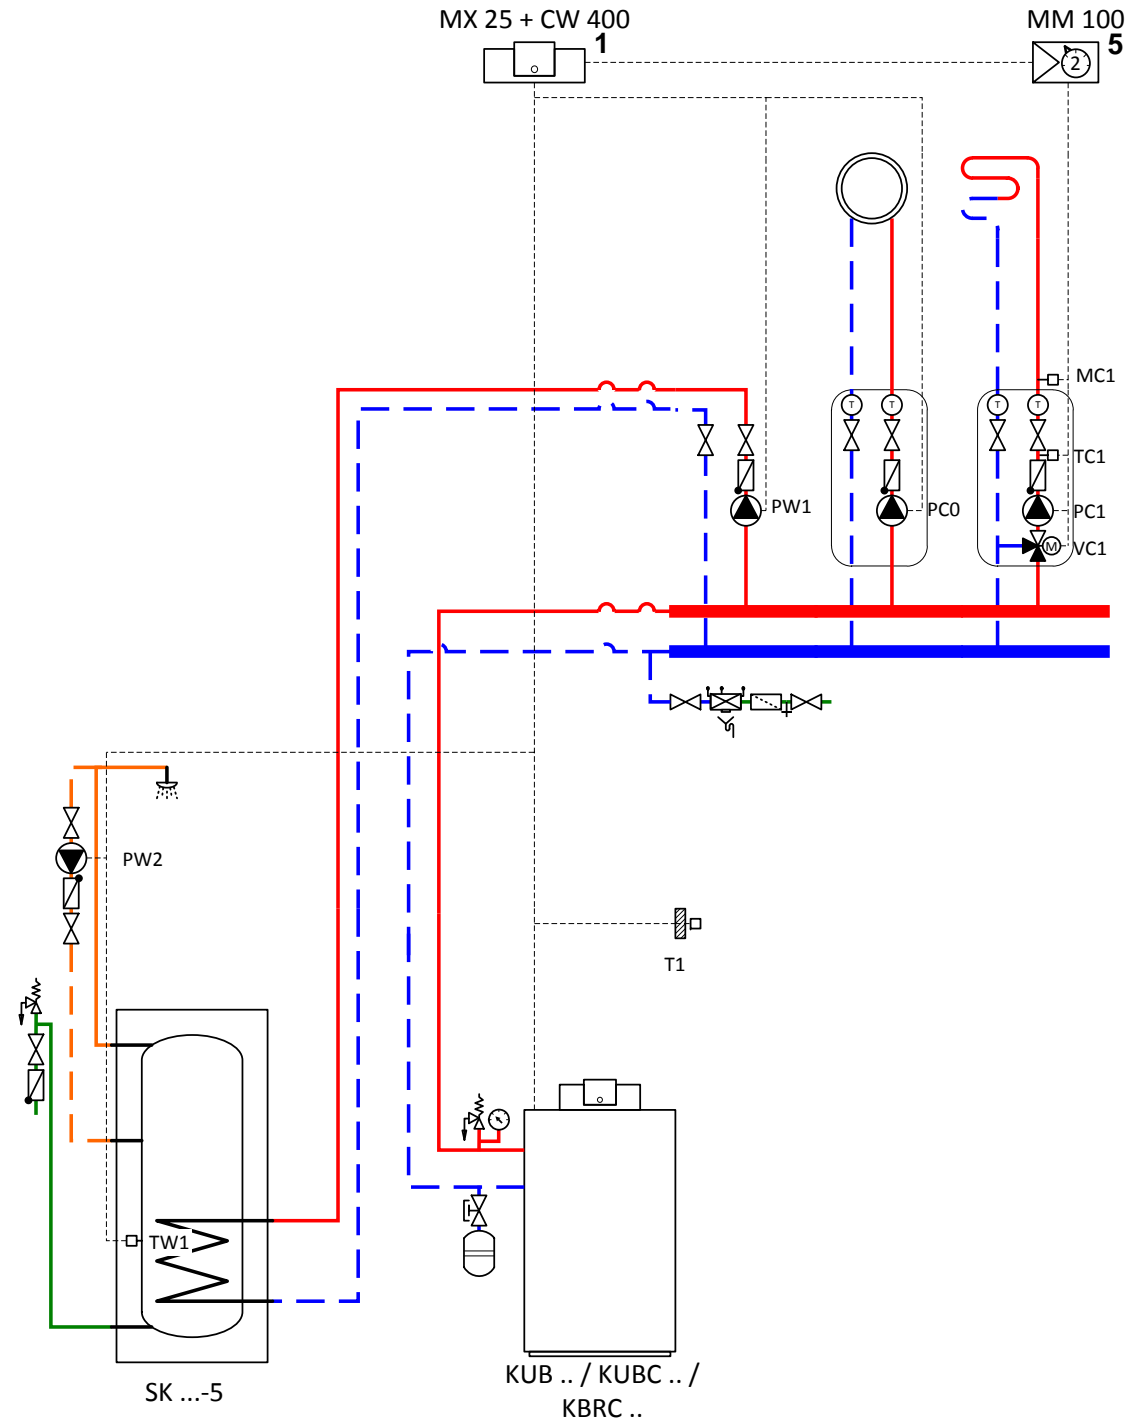 MX 25 + CW 400
1
MM 100
5
2
MC1
T
T
T
T
TC1
PW1
PC0
PC1
M
VC1
PW2
T1
TW1
SK ...-5
KUB .. / KUBC .. /
KBRC ..